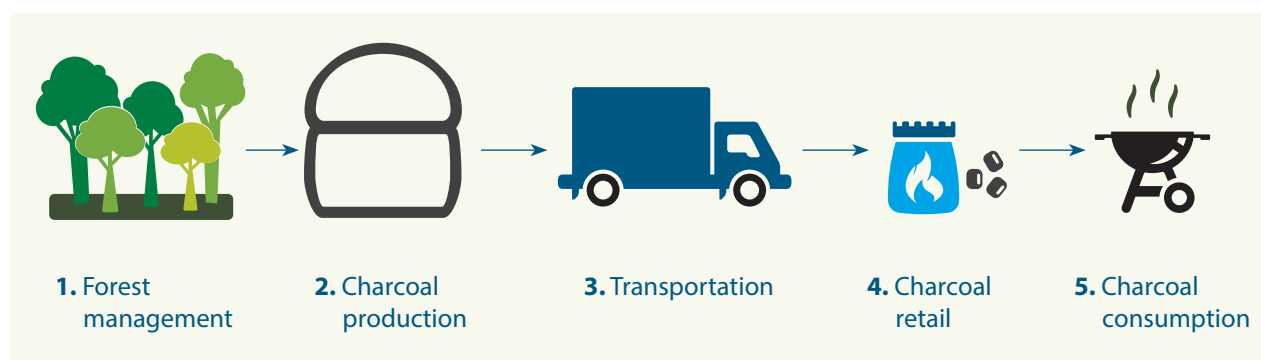 1. Forest
management
2. Charcoal
production
3. Transportation
4. Charcoal
retail
5. Charcoal
consumption